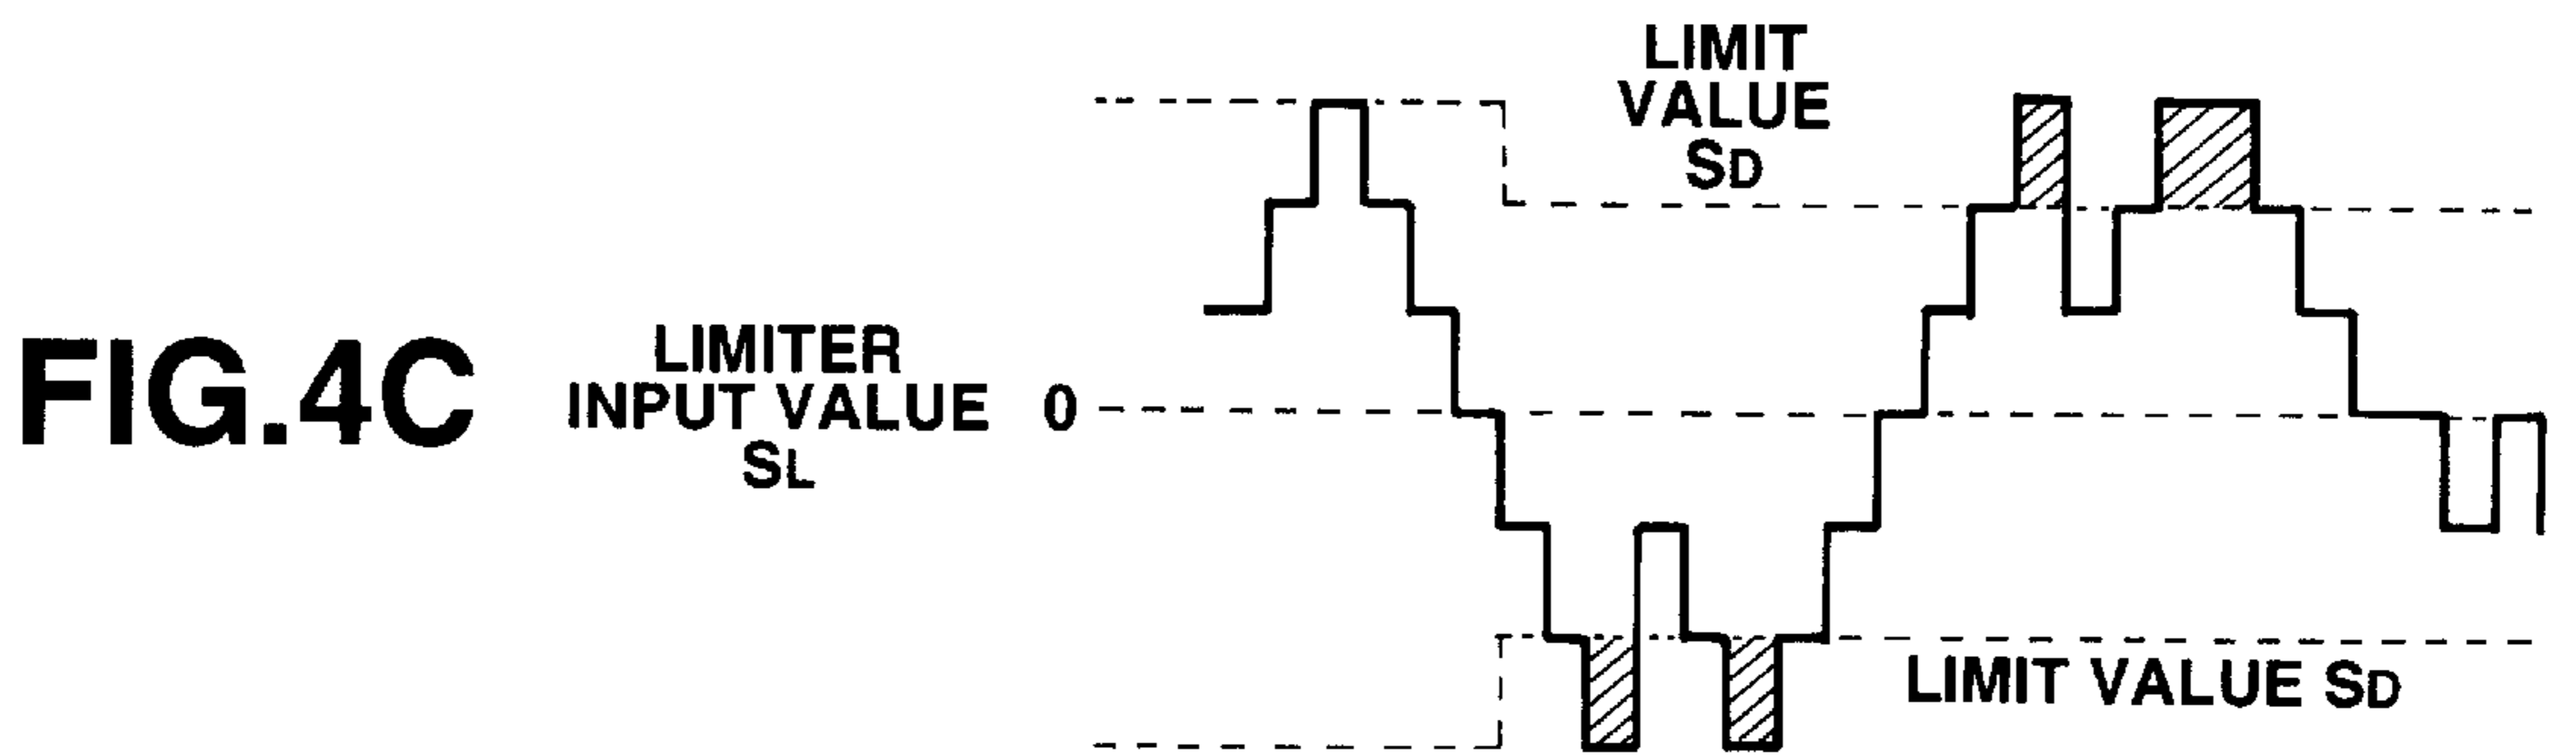 FIG.4C
LIMITER
INPUT VALUE
SL
0
LIMIT
VALUE
SD
LIMIT VALUE SD